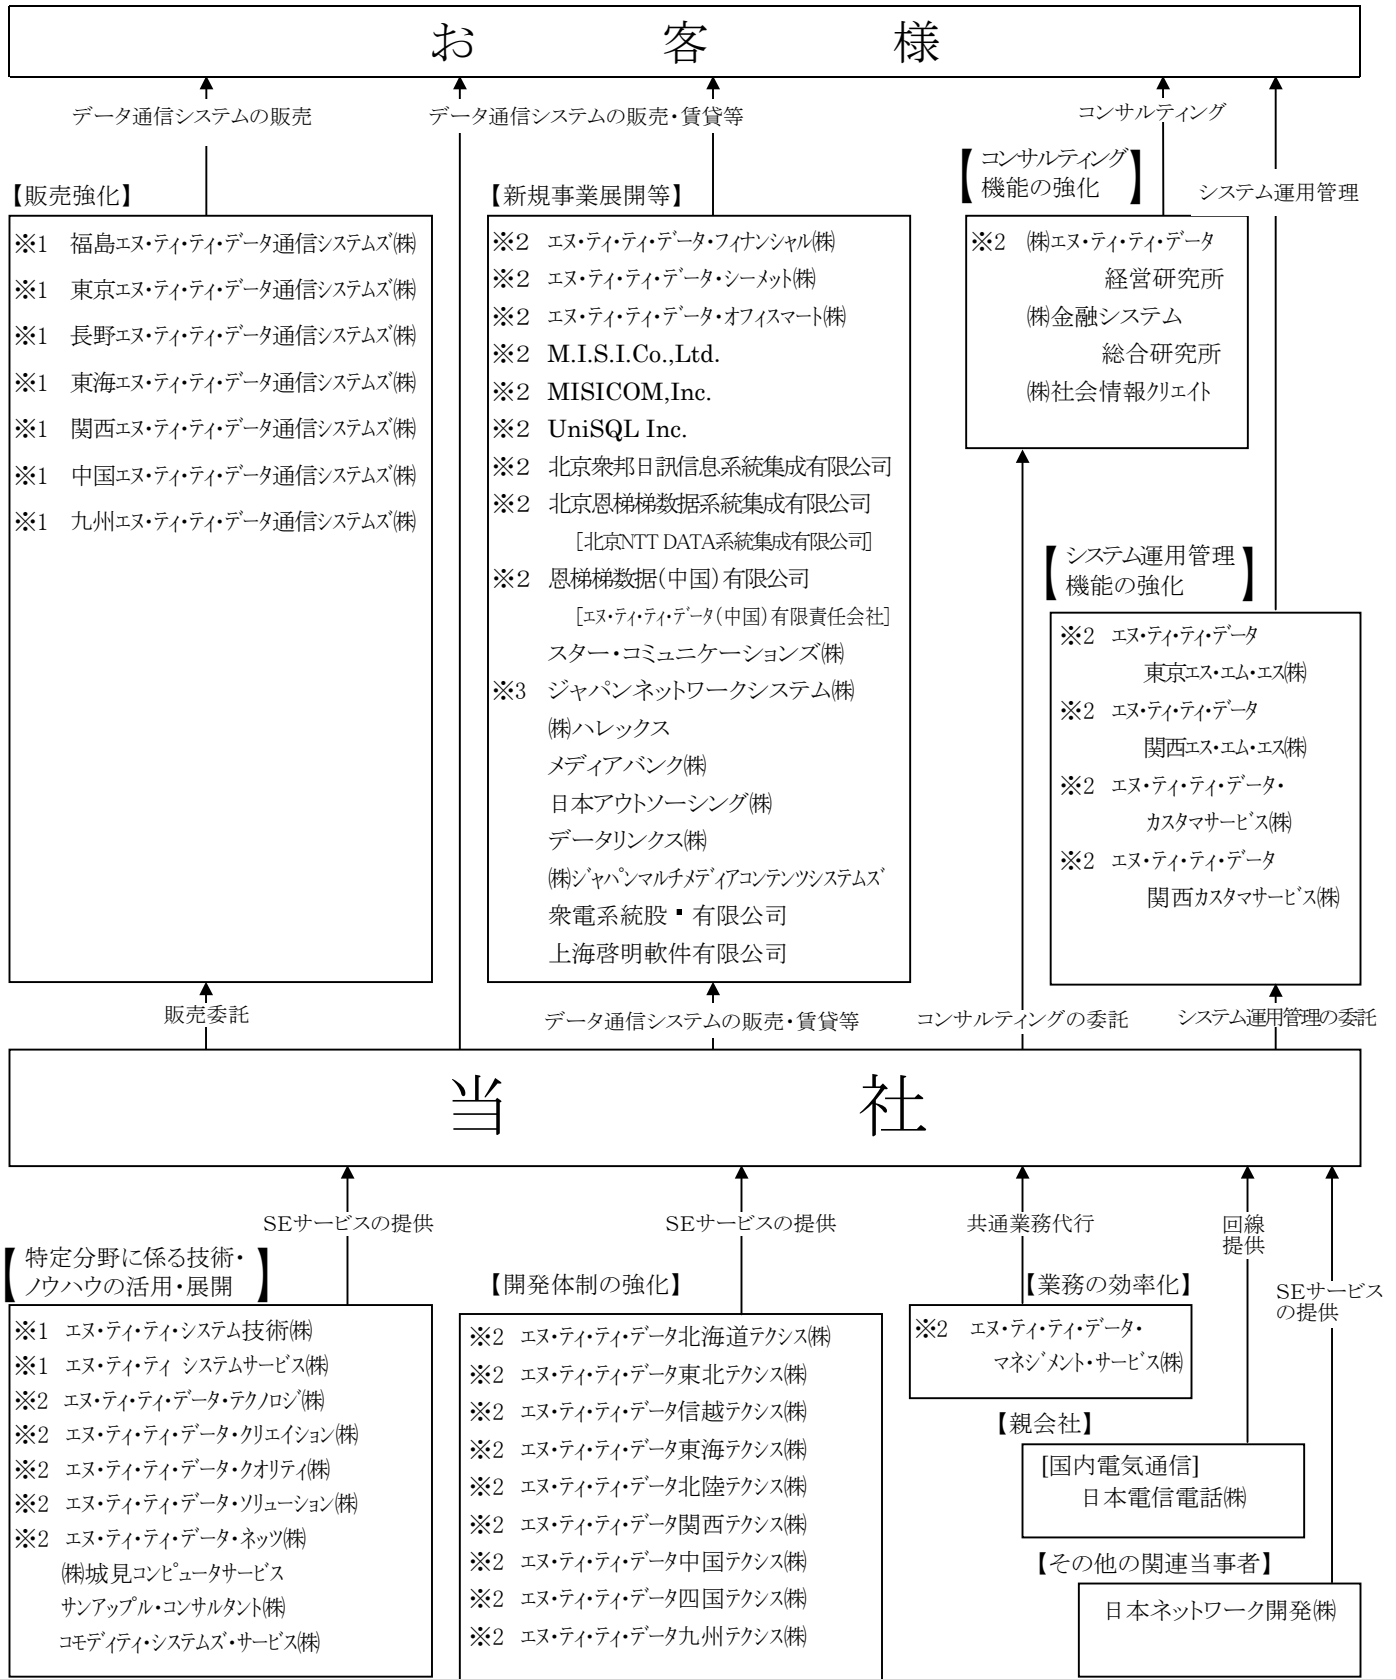 お客様
データ通信システムの販売
データ通信システムの販売・賃貸等
コンサルティング
システム運用管理
【販売強化】
※1 福島エヌ・ティ・ティ・データ通信システムズ㈱
※1 東京エヌ・ティ・ティ・データ通信システムズ㈱
※1 長野エヌ・ティ・ティ・データ通信システムズ㈱
※1 東海エヌ・ティ・ティ・データ通信システムズ㈱
※1 関西エヌ・ティ・ティ・データ通信システムズ㈱
※1 中国エヌ・ティ・ティ・データ通信システムズ㈱
※1 九州エヌ・ティ・ティ・データ通信システムズ㈱
【新規事業展開等】
※2 エヌ・ティ・ティ・データ・フィナンシャル㈱
※2 エヌ・ティ・ティ・データ・シーメット㈱
※2 エヌ・ティ・ティ・データ・オフィスマート㈱
※2 M.I.S.I.Co.,Ltd.
※2 MISICOM,Inc.
※2 UniSQL Inc.
※2 北京衆邦日訊信息系統集成有限公司
※2 北京恩梯梯数据系統集成有限公司
[北京NTT DATA系統集成有限公司]
※2 恩梯梯数据(中国)有限公司
[エヌ・ティ・ティ・データ(中国)有限責任会社]
スター・コミュニケーションズ㈱
※3 ジャパンネットワークシステム㈱
㈱ハレックス
メディアバンク㈱
日本アウトソーシング㈱
データリンクス㈱
㈱ジャパンマルチメディアコンテンツシステムズ
衆電系統股・有限公司
上海啓明軟件有限公司
【コンサルティング
機能の強化】
※2 ㈱エヌ・ティ・ティ・データ
経営研究所
㈱金融システム
総合研究所
㈱社会情報クリエイト
【システム運用管理
機能の強化】
※2 エヌ・ティ・ティ・データ
東京エス・エム・エス㈱
※2 エヌ・ティ・ティ・データ
関西エス・エム・エス㈱
※2 エヌ・ティ・ティ・データ・
カスタマサービス㈱
※2 エヌ・ティ・ティ・データ
関西カスタマサービス㈱
販売委託
データ通信システムの販売・賃貸等
コンサルティングの委託
システム運用管理の委託
当社
SEサービスの提供
SEサービスの提供
共通業務代行
回線
提供
SEサービス
の提供
【特定分野に係る技術・
ノウハウの活用・展開】
※1 エヌ・ティ・ティ・システム技術㈱
※1 エヌ・ティ・ティ システムサービス㈱
※2 エヌ・ティ・ティ・データ・テクノロジ㈱
※2 エヌ・ティ・ティ・データ・クリエイション㈱
※2 エヌ・ティ・ティ・データ・クオリティ㈱
※2 エヌ・ティ・ティ・データ・ソリューション㈱
※2 エヌ・ティ・ティ・データ・ネッツ㈱
㈱城見コンピュータサービス
サンアップル・コンサルタント㈱
コモディティ・システムズ・サービス㈱
【開発体制の強化】
※2 エヌ・ティ・ティ・データ北海道テクシス㈱
※2 エヌ・ティ・ティ・データ東北テクシス㈱
※2 エヌ・ティ・ティ・データ信越テクシス㈱
※2 エヌ・ティ・ティ・データ東海テクシス㈱
※2 エヌ・ティ・ティ・データ北陸テクシス㈱
※2 エヌ・ティ・ティ・データ関西テクシス㈱
※2 エヌ・ティ・ティ・データ中国テクシス㈱
※2 エヌ・ティ・ティ・データ四国テクシス㈱
※2 エヌ・ティ・ティ・データ九州テクシス㈱
【業務の効率化】
※2 エヌ・ティ・ティ・データ・
マネジメント・サービス㈱
【親会社】
[国内電気通信]
日本電信電話㈱
【その他の関連当事者】
日本ネットワーク開発㈱